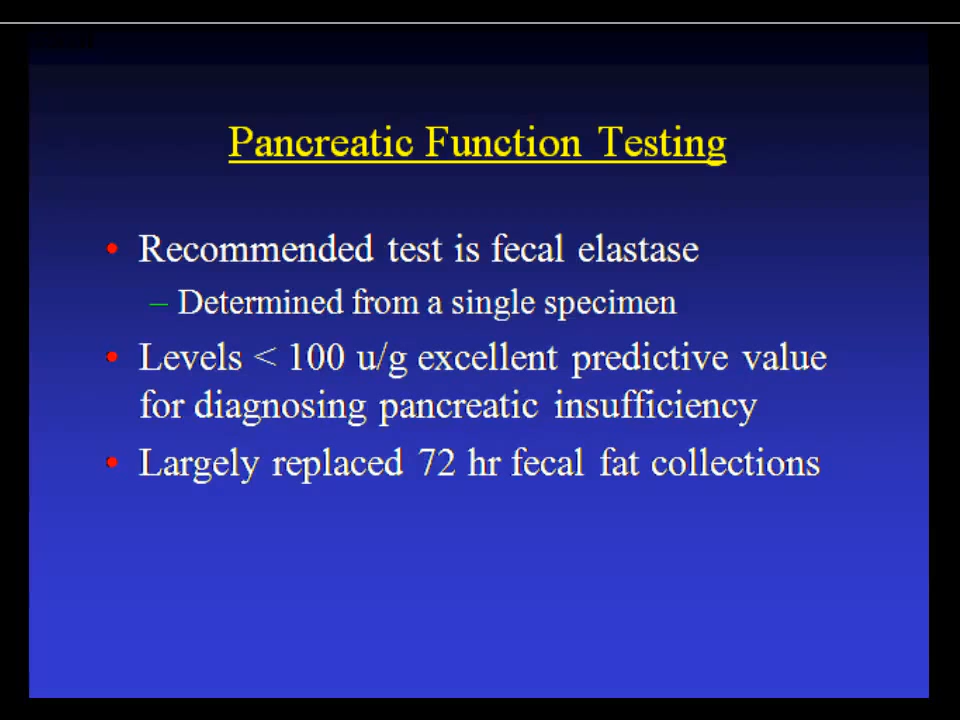 Pancreatic Function Testing
• Recommended test is fecal elastase
– Determined from a single specimen
• Levels < 100 u/g excellent predictive value
for diagnosing pancreatic insufficiency
• Largely replaced 72 hr fecal fat collections